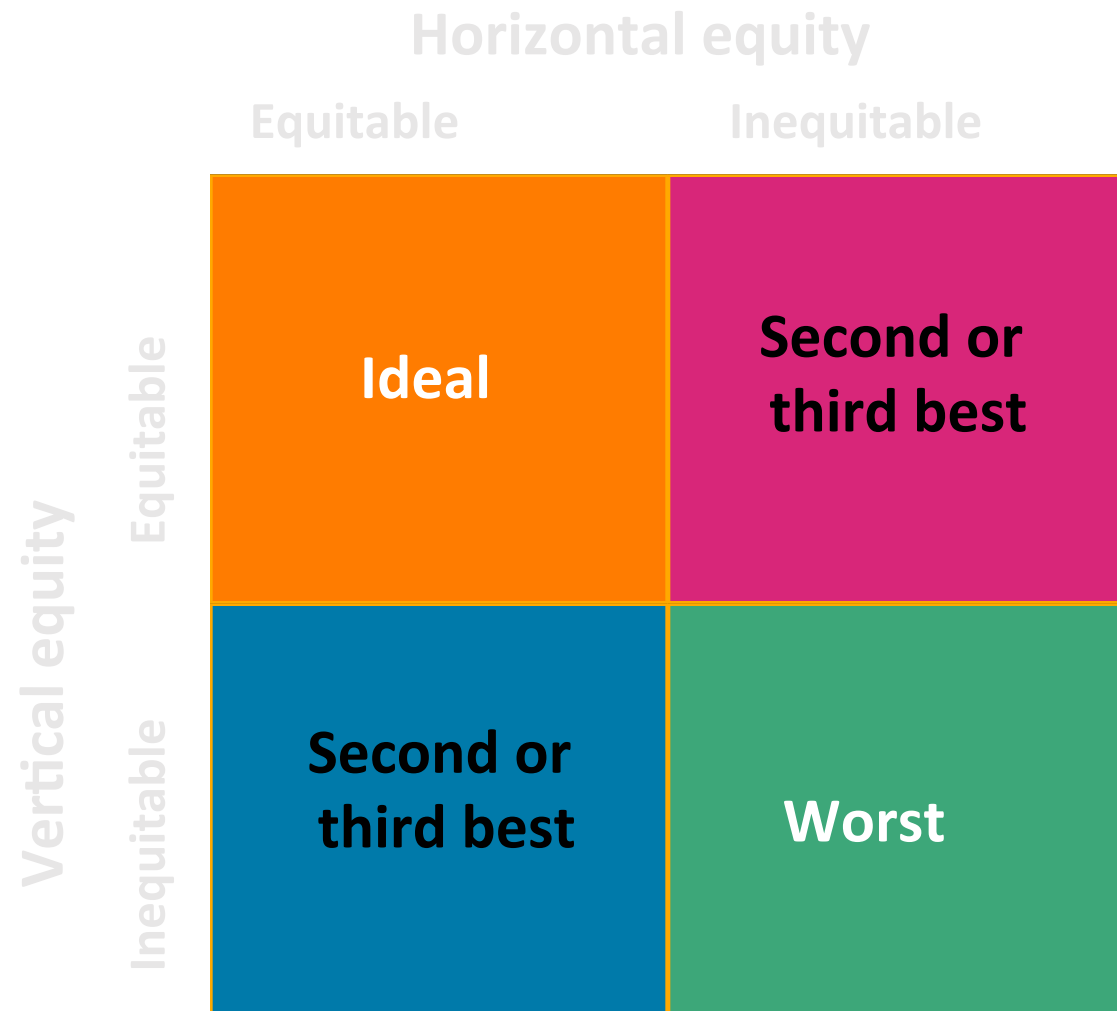 Horizontal equity
Equitable
Inequitable
Vertical equity
Equitable
Ideal
Second or
third best
Inequitable
Second or
third best
Worst